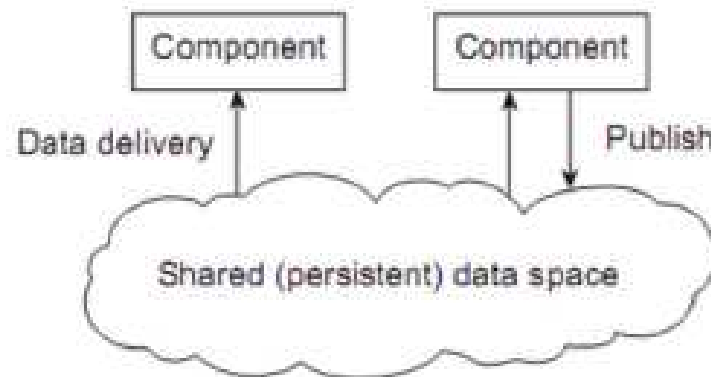 Component
Component
Data delivery
Publish
Shared (persistent) data space